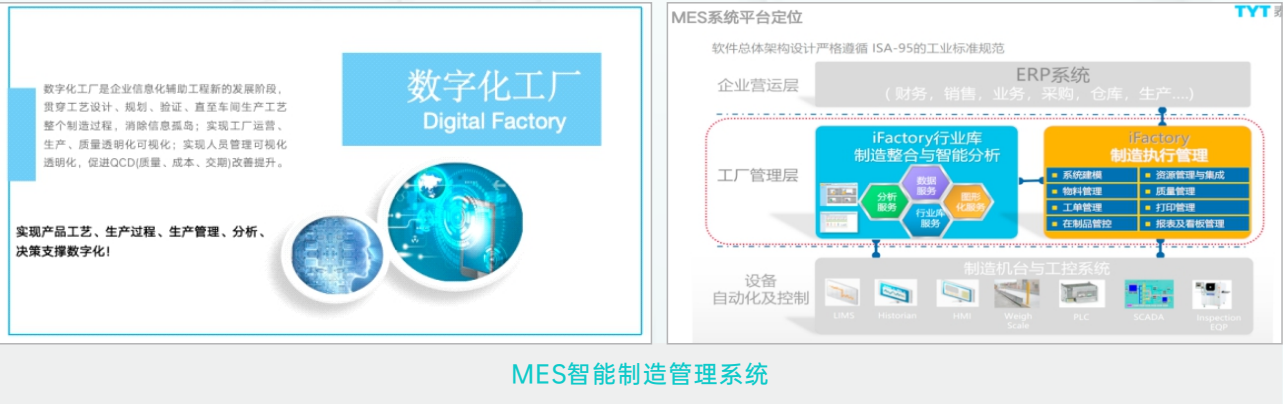 数字化工厂是企业信息化辅助工程新的发展阶段，
贯穿工艺设计、规划、验证、直至车间生产工艺
整个制造过程，消除信息孤岛；实现工厂运营、
生产、质量透明化可视化；实现人员管理可视化
透明化，促进QCD(质量、成本、交期)改善提升。
数字化工厂
Digital Factory
实现产品工艺、生产过程、生产管理、分析、
决策支撑数字化！
MES系统平台定位
TYT
软件总体架构设计严格遵循 ISA-95的工业标准规范
企业营运层
ERP系统
（ 财务，销售，业务，采购，仓库，生产....）
工厂管理层
iFactory行业库
制造整合与智能分析
数据
服务
分析
服务
图形
化服务
行业库
服务
iFactory
制造执行管理
系统建模
资源管理与集成
物料管理
质量管理
工单管理
打印管理
在制品管控
报表及看板管理
设备
自动化及控制
制造机台与工控系统
LIMS
Historian
HMI
Weigh
Scale
PLC
SCADA
Inspection
EQP
MES智能制造管理系统